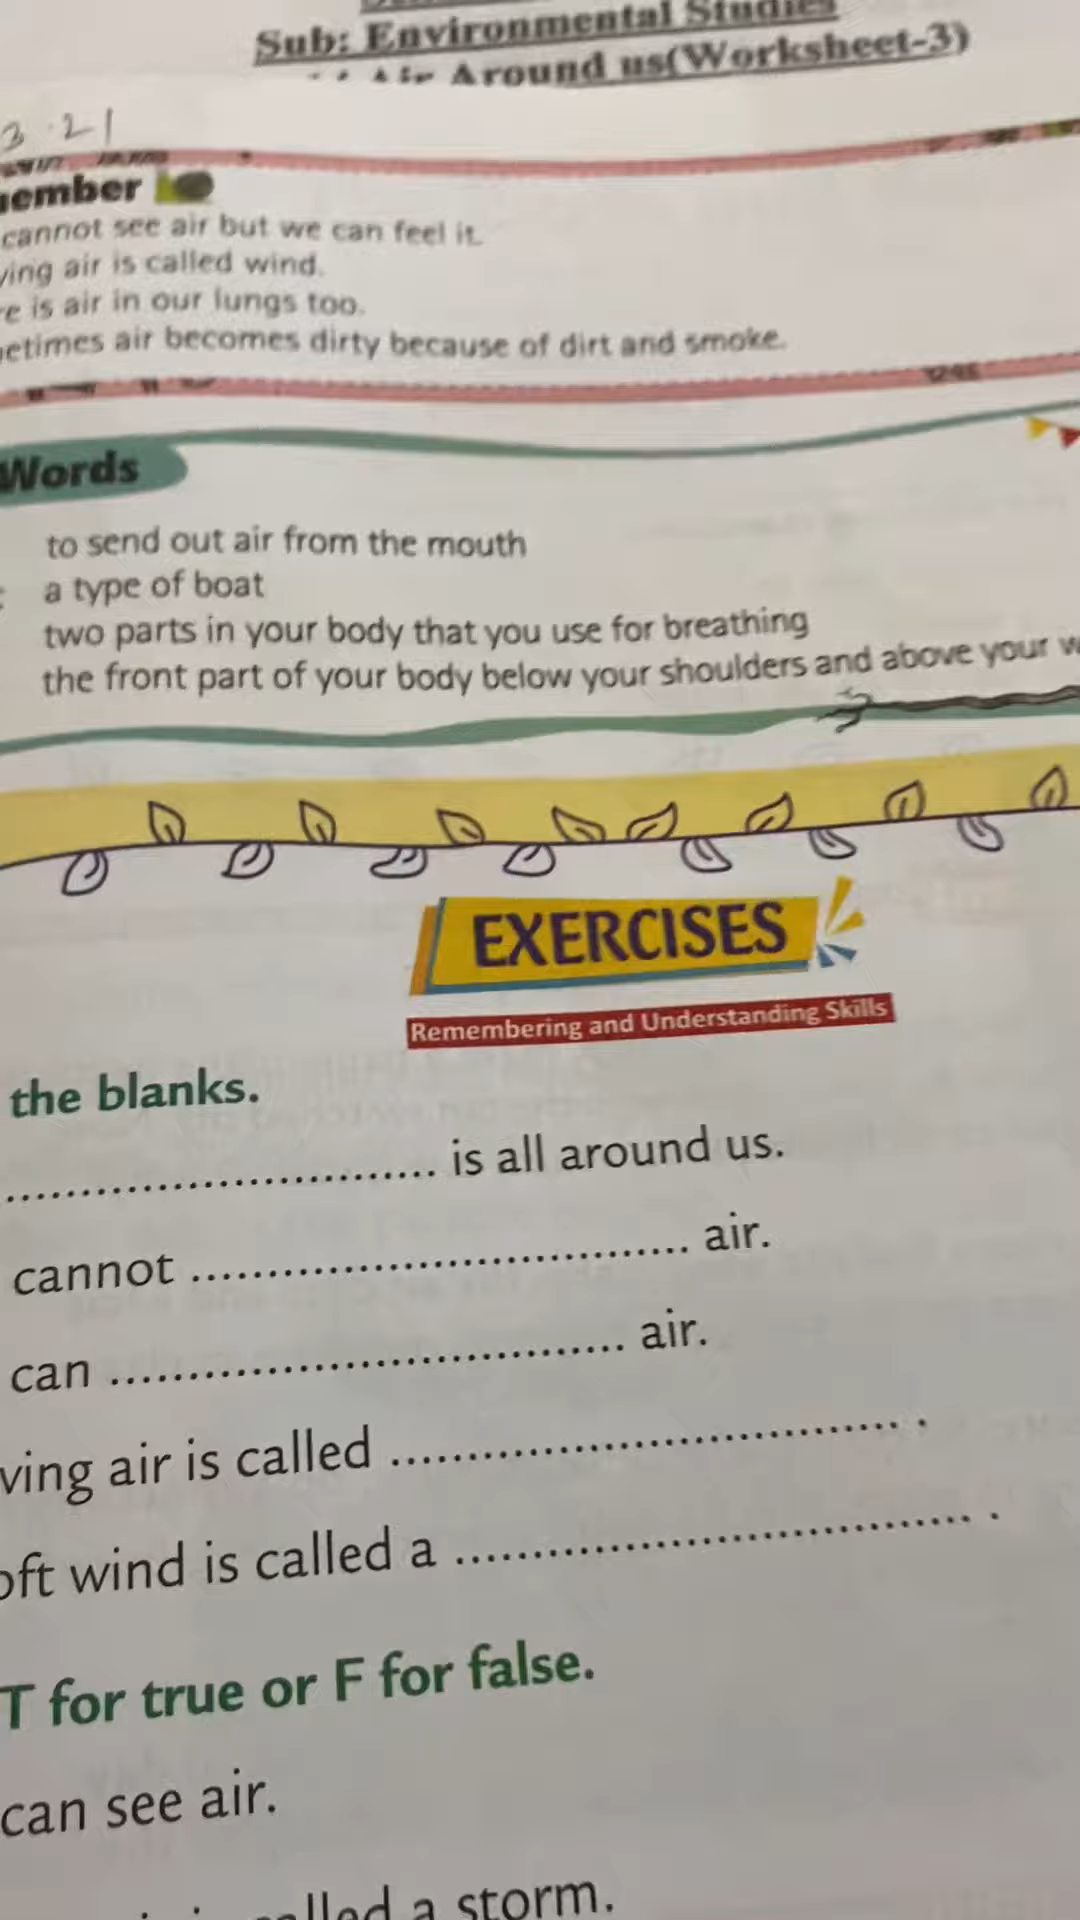 Sub: Environmental Studies
Air Around us(Worksheet-3)
3.21
ember
cannot see air but we can feel it.
ving air is called wind.
re is air in our lungs too.
etimes air becomes dirty because of dirt and smoke.
Words
to send out air from the mouth
: a type of boat
two parts in your body that you use for breathing
the front part of your body below your shoulders and above your w
EXERCISES
Remembering and Understanding Skills
the blanks.
.............................. is all around us.
cannot .................................. air.
can .................................. air.
ving air is called .................................. .
oft wind is called a .................................. .
T for true or F for false.
can see air.
called a storm.